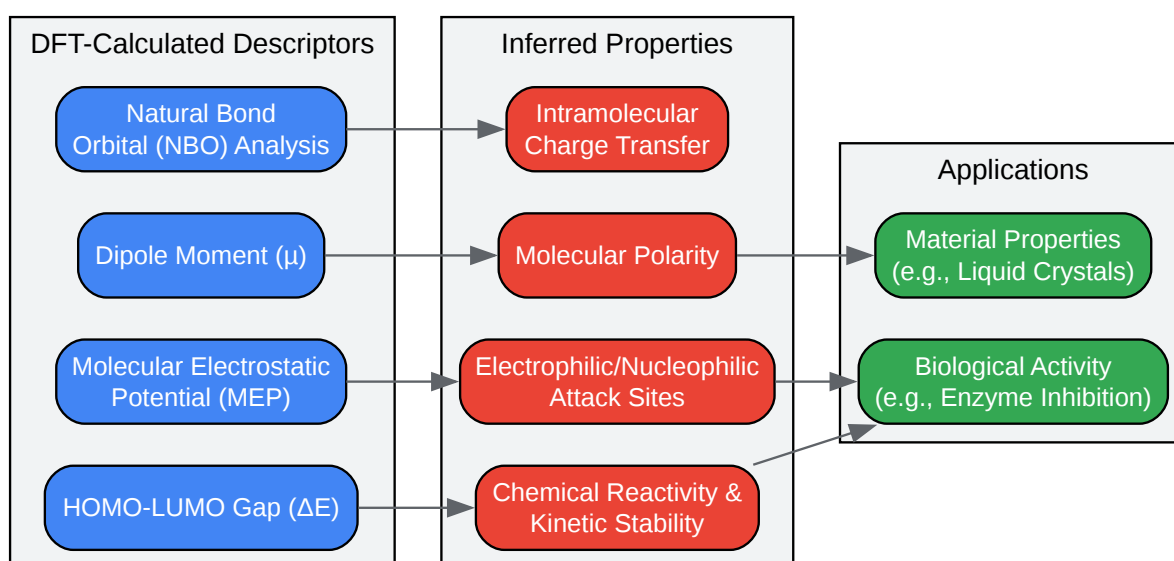 DFT-Calculated Descriptors
Natural Bond
Orbital (NBO) Analysis
Dipole Moment (μ)
Molecular Electrostatic
Potential (MEP)
HOMO-LUMO Gap (ΔE)
Inferred Properties
Intramolecular
Charge Transfer
Molecular Polarity
Electrophilic/Nucleophilic
Attack Sites
Chemical Reactivity &
Kinetic Stability
Applications
Material Properties
(e.g., Liquid Crystals)
Biological Activity
(e.g., Enzyme Inhibition)